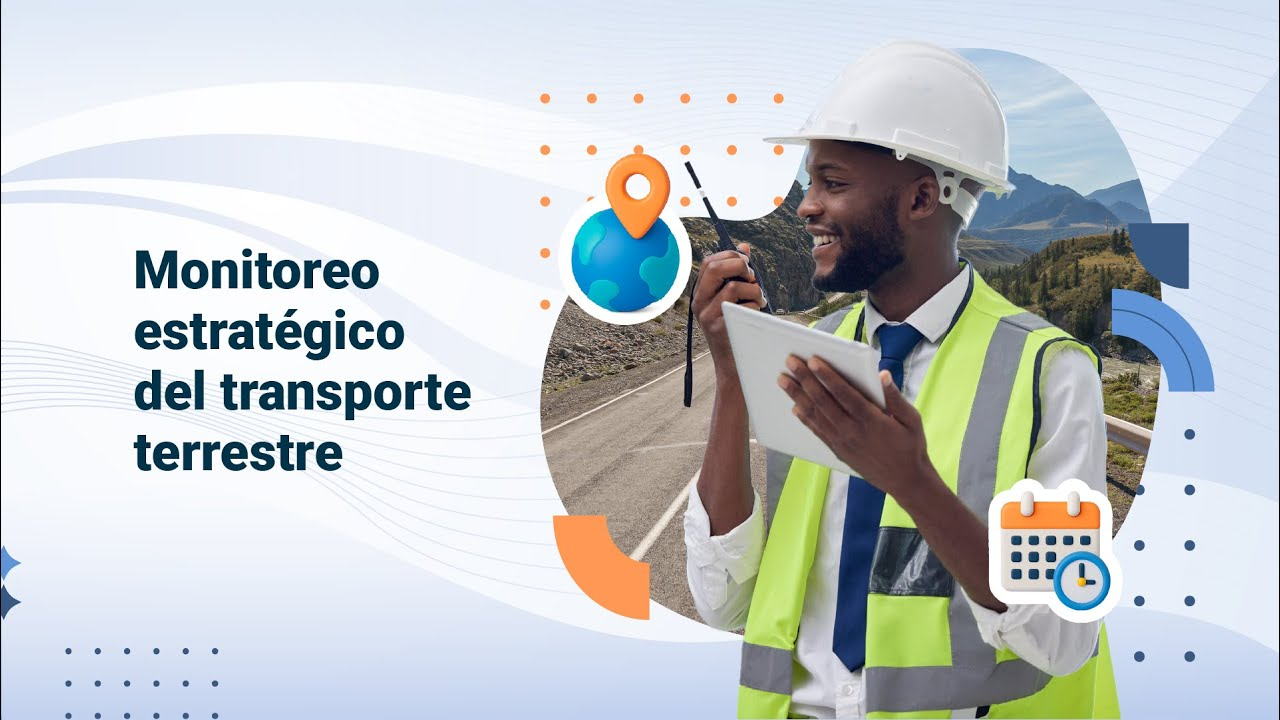 Monitoreo
estratégico
del transporte
terrestre